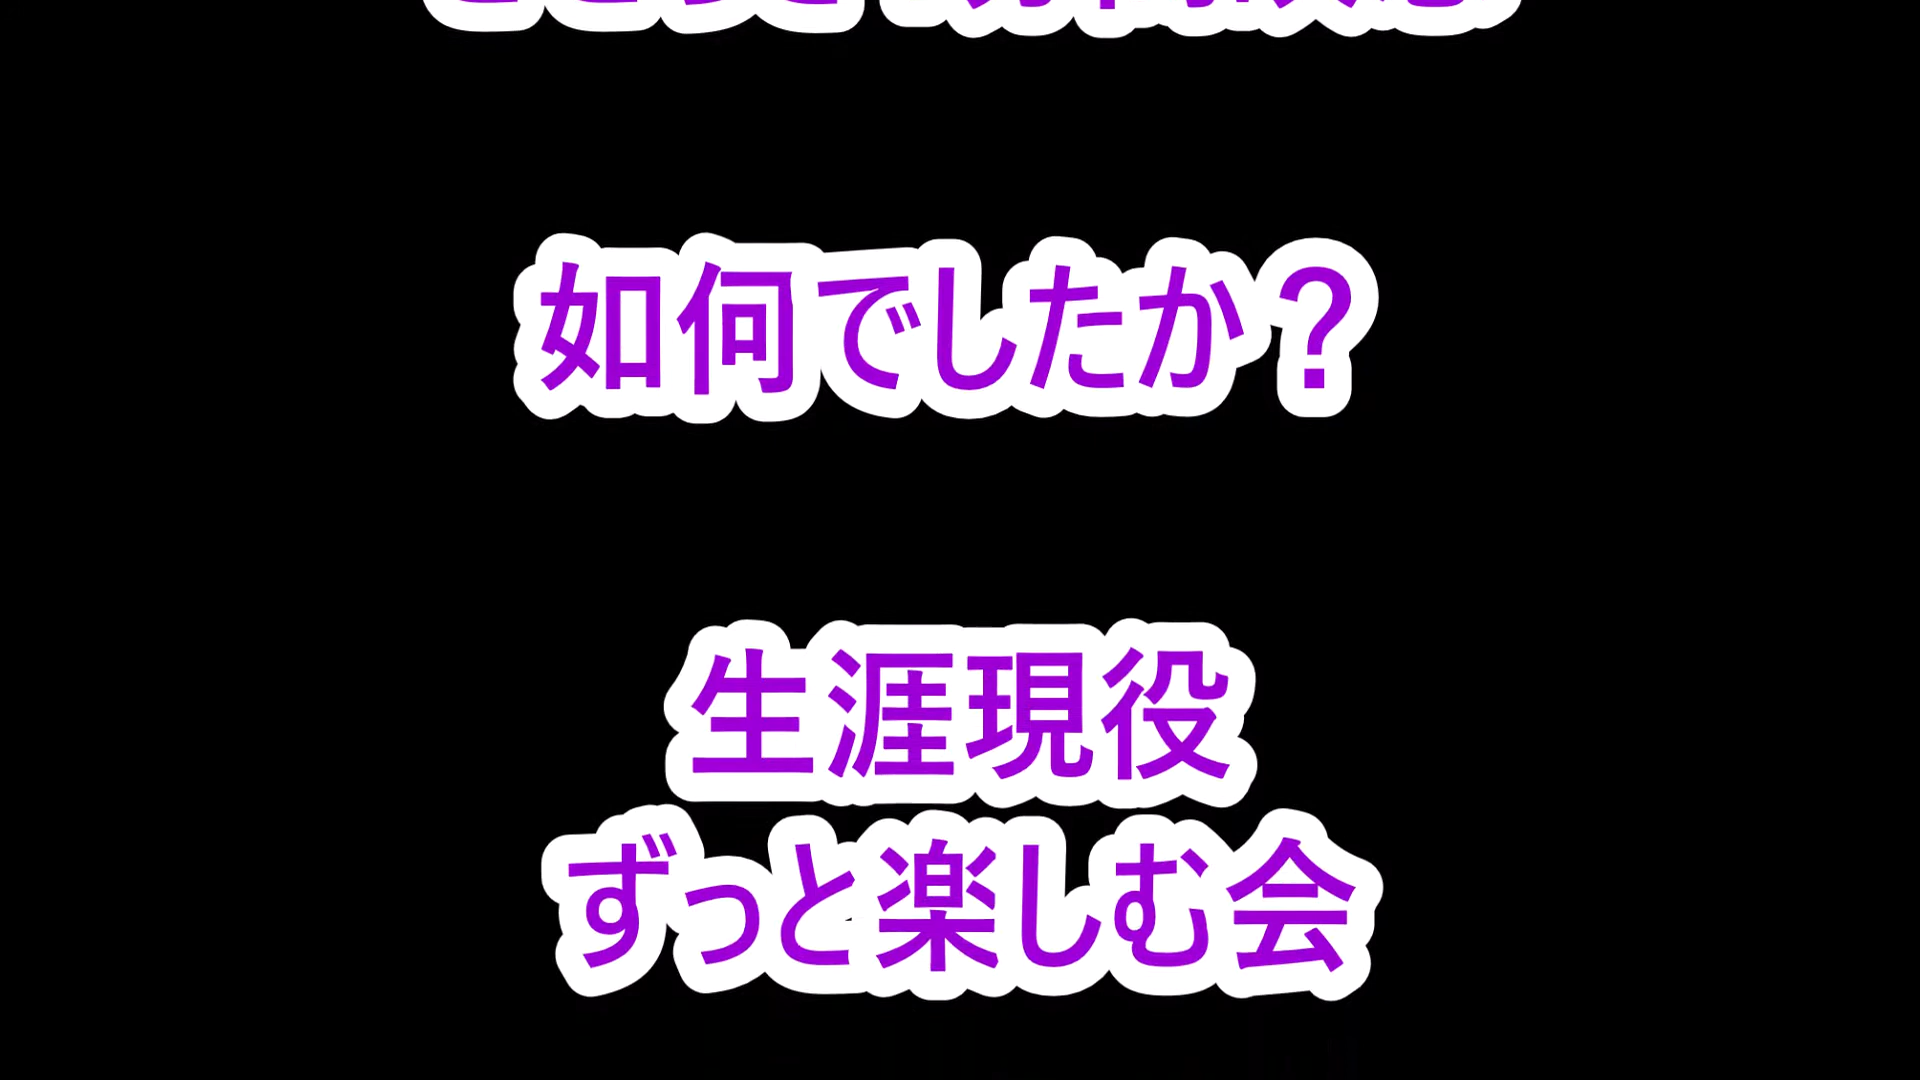 如何でしたか？
生涯現役
ずっと楽しむ会